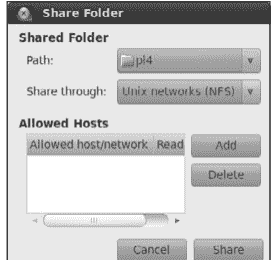 Share Folder
Shared Folder
Path: pl4
Share through: Unix networks (NFS)
Allowed Hosts
Allowed host/network Read
Add
Delete
Cancel Share